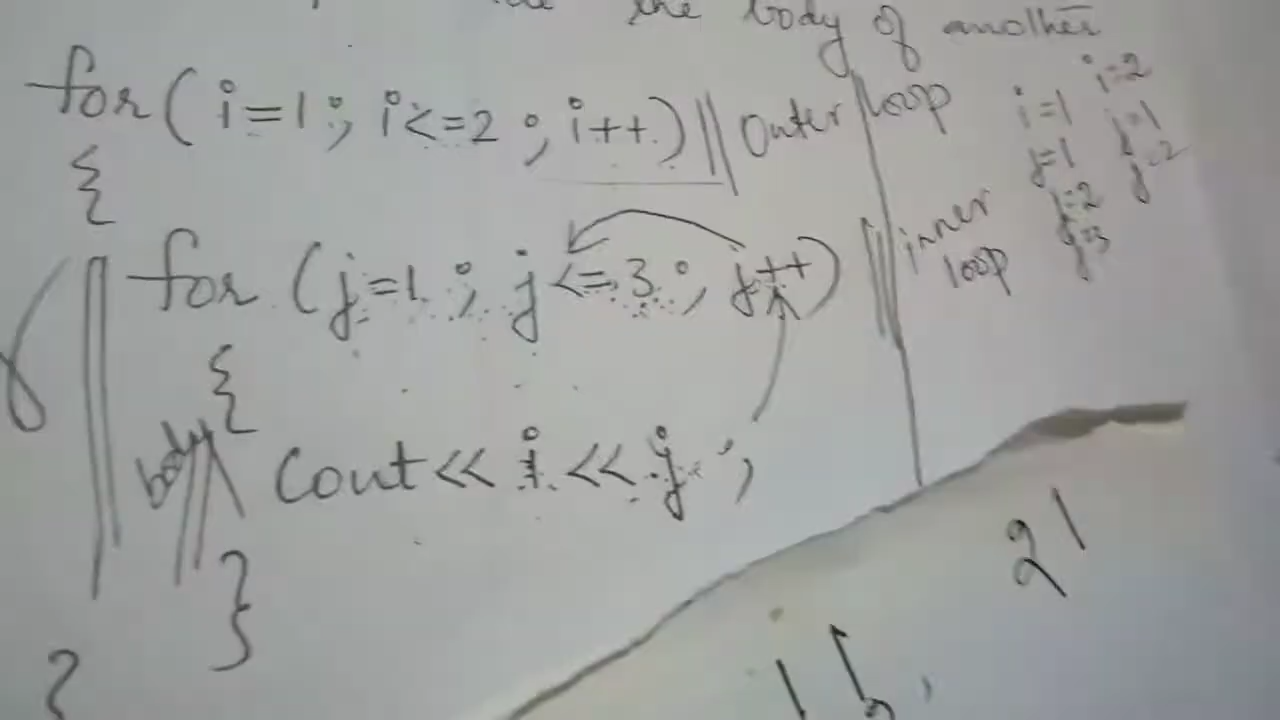 the body of another
for ( i=1 ; i<=2 ; i++ ) || Outer loop
{
for ( j=1 ; j<=3 ; j++ ) || inner loop
{
body
Cout<< i << j ;
}
}
i=1
j=1
j=2
j=3
i=2
j=1
j=2
21